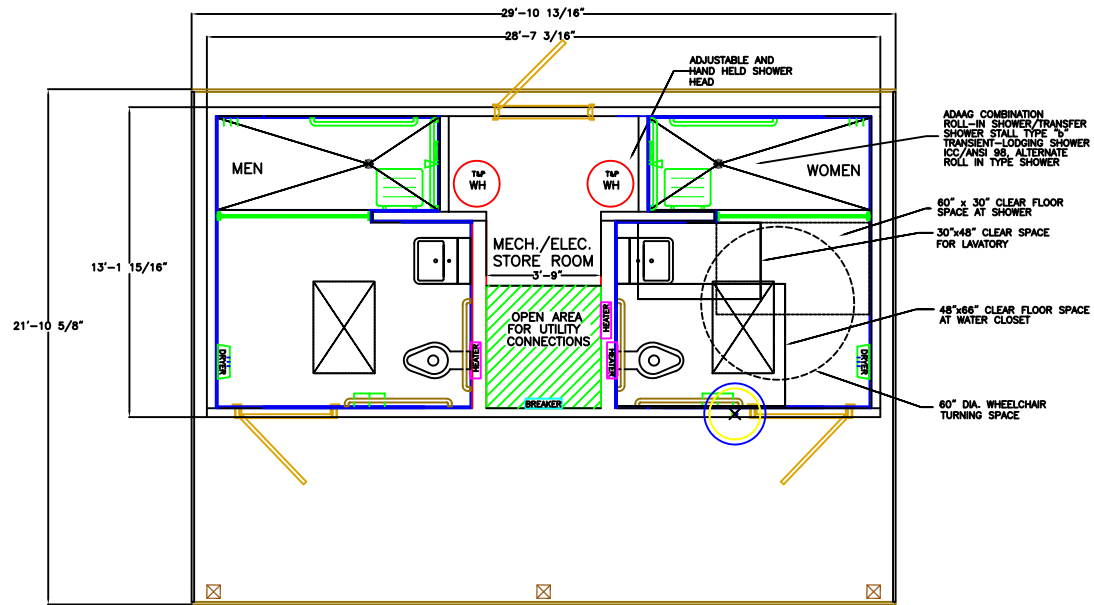 29'-10 13/16"
28'-7 3/16"
ADJUSTABLE AND
HAND HELD SHOWER
HEAD
ADAAG COMBINATION
ROLL-IN SHOWER/TRANSFER
SHOWER STALL TYPE "b"
TRANSIENT-LODGING SHOWER
ICC/ANSI 98, ALTERNATE
ROLL IN TYPE SHOWER
MEN
T&P
WH
T&P
WH
WOMEN
60" x 30" CLEAR FLOOR
SPACE AT SHOWER
30"x48" CLEAR SPACE
FOR LAVATORY
MECH./ELEC.
STORE ROOM
3'-9"
13'-1 15/16"
21'-10 5/8"
OPEN AREA
FOR UTILITY
CONNECTIONS
HEATER
HEATER
HEATER
DRYER
DRYER
48"x66" CLEAR FLOOR SPACE
AT WATER CLOSET
BREAKER
60" DIA. WHEELCHAIR
TURNING SPACE